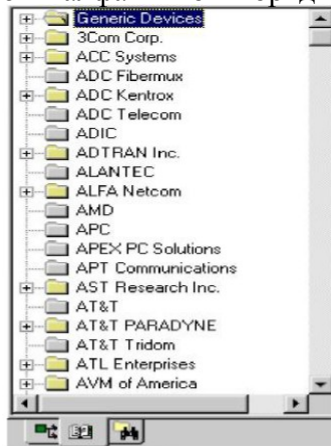 Generic Devices
3Com Corp.
ACC Systems
ADC Fibermux
ADC Kentrox
ADC Telecom
ADIC
ADTRAN Inc.
ALANTEC
ALFA Netcom
AMD
APC
APEX PC Solutions
APT Communications
AST Research Inc.
AT&T
AT&T PARADYNE
AT&T Tridom
ATL Enterprises
AVM of America